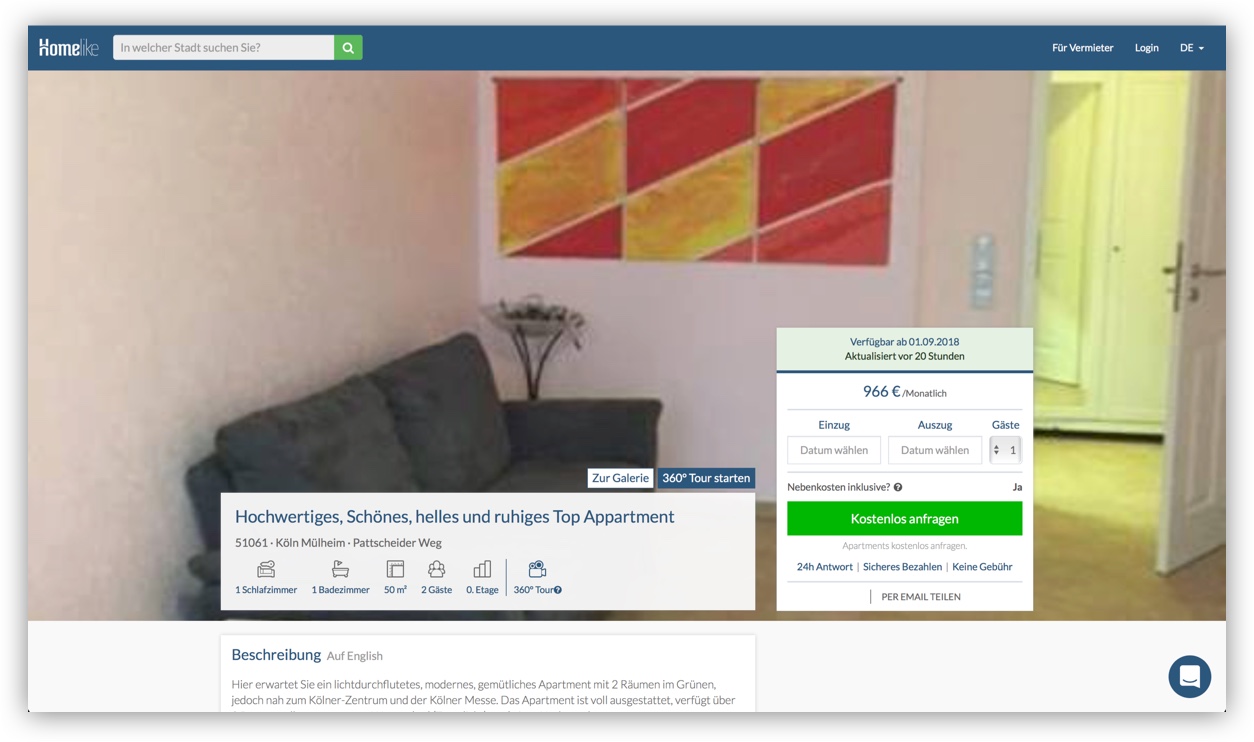 Homelike
In welcher Stadt suchen Sie?
Für Vermieter
Login
DE
Verfügbar ab 01.09.2018
Aktualisiert vor 20 Stunden
966 € /Monatlich
Einzug Auszug Gäste
Datum wählen Datum wählen 1
Nebenkosten inklusive? Ja
Kostenlos anfragen
Apartments kostenlos anfragen.
24h Antwort | Sicheres Bezahlen | Keine Gebühr
PER EMAIL TEILEN
Zur Galerie 360° Tour starten
Hochwertiges, Schönes, helles und ruhiges Top Appartment
51061 · Köln Mülheim · Pattscheider Weg
1 Schlafzimmer 1 Badezimmer 50 m² 2 Gäste 0. Etage 360° Tour
Beschreibung Auf English
Hier erwartet Sie ein lichtdurchflutetes, modernes, gemütliches Apartment mit 2 Räumen im Grünen,
jedoch nah zum Kölner-Zentrum und der Kölner Messe. Das Apartment ist voll ausgestattet, verfügt über